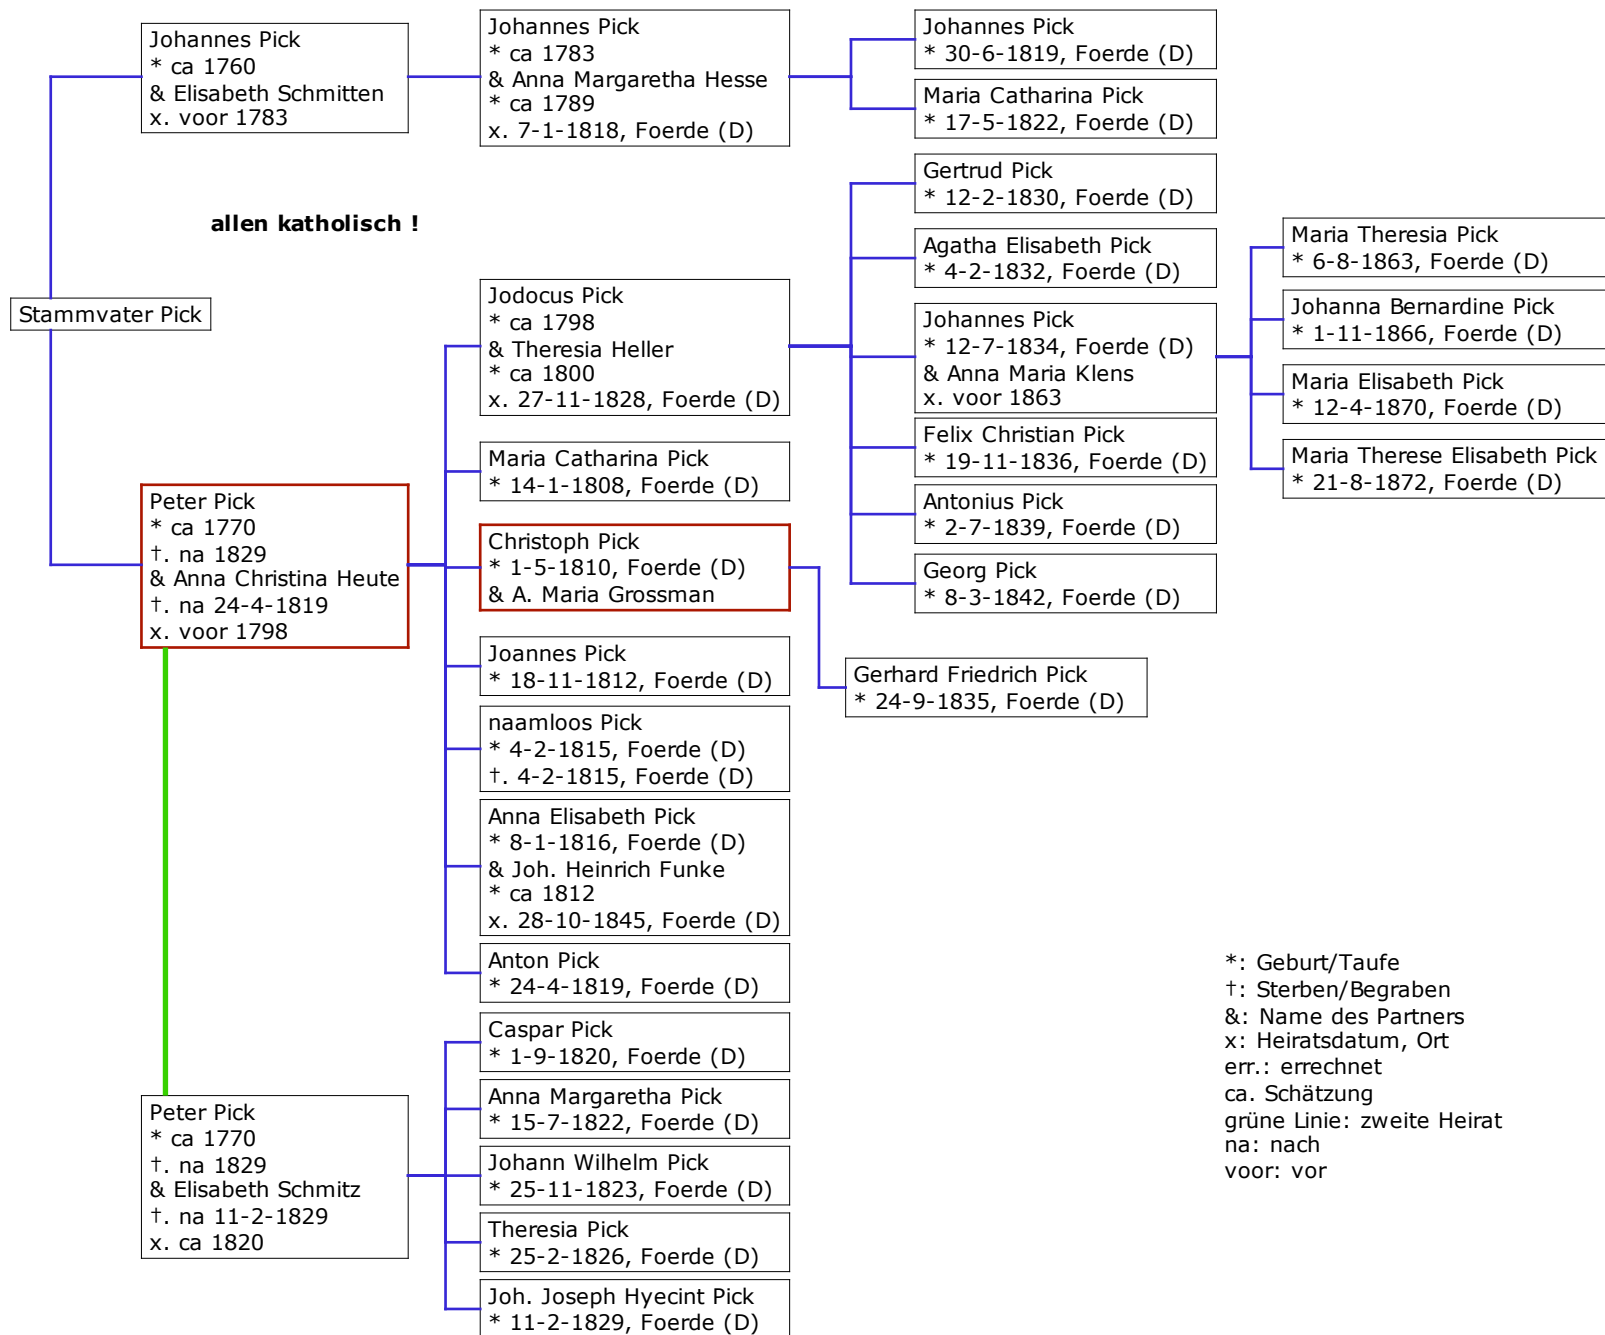 Johannes Pick
* ca 1760
& Elisabeth Schmitten
x. voor 1783
Johannes Pick
* ca 1783
& Anna Margaretha Hesse
* ca 1789
x. 7-1-1818, Foerde (D)
Johannes Pick
* 30-6-1819, Foerde (D)
Maria Catharina Pick
* 17-5-1822, Foerde (D)
allen katholisch !
Stammvater Pick
Jodocus Pick
* ca 1798
& Theresia Heller
* ca 1800
x. 27-11-1828, Foerde (D)
Gertrud Pick
* 12-2-1830, Foerde (D)
Agatha Elisabeth Pick
* 4-2-1832, Foerde (D)
Johannes Pick
* 12-7-1834, Foerde (D)
& Anna Maria Klens
x. voor 1863
Felix Christian Pick
* 19-11-1836, Foerde (D)
Antonius Pick
* 2-7-1839, Foerde (D)
Georg Pick
* 8-3-1842, Foerde (D)
Maria Theresia Pick
* 6-8-1863, Foerde (D)
Johanna Bernardine Pick
* 1-11-1866, Foerde (D)
Maria Elisabeth Pick
* 12-4-1870, Foerde (D)
Maria Therese Elisabeth Pick
* 21-8-1872, Foerde (D)
Peter Pick
* ca 1770
†. na 1829
& Anna Christina Heute
†. na 24-4-1819
x. voor 1798
Maria Catharina Pick
* 14-1-1808, Foerde (D)
Christoph Pick
* 1-5-1810, Foerde (D)
& A. Maria Grossman
Gerhard Friedrich Pick
* 24-9-1835, Foerde (D)
Joannes Pick
* 18-11-1812, Foerde (D)
naamloos Pick
* 4-2-1815, Foerde (D)
†. 4-2-1815, Foerde (D)
Anna Elisabeth Pick
* 8-1-1816, Foerde (D)
& Joh. Heinrich Funke
* ca 1812
x. 28-10-1845, Foerde (D)
Anton Pick
* 24-4-1819, Foerde (D)
Peter Pick
* ca 1770
†. na 1829
& Elisabeth Schmitz
†. na 11-2-1829
x. ca 1820
Caspar Pick
* 1-9-1820, Foerde (D)
Anna Margaretha Pick
* 15-7-1822, Foerde (D)
Johann Wilhelm Pick
* 25-11-1823, Foerde (D)
Theresia Pick
* 25-2-1826, Foerde (D)
Joh. Joseph Hyecint Pick
* 11-2-1829, Foerde (D)
*: Geburt/Taufe
†: Sterben/Begraben
&: Name des Partners
x: Heiratsdatum, Ort
err.: errechnet
ca. Schätzung
grüne Linie: zweite Heirat
na: nach
voor: vor